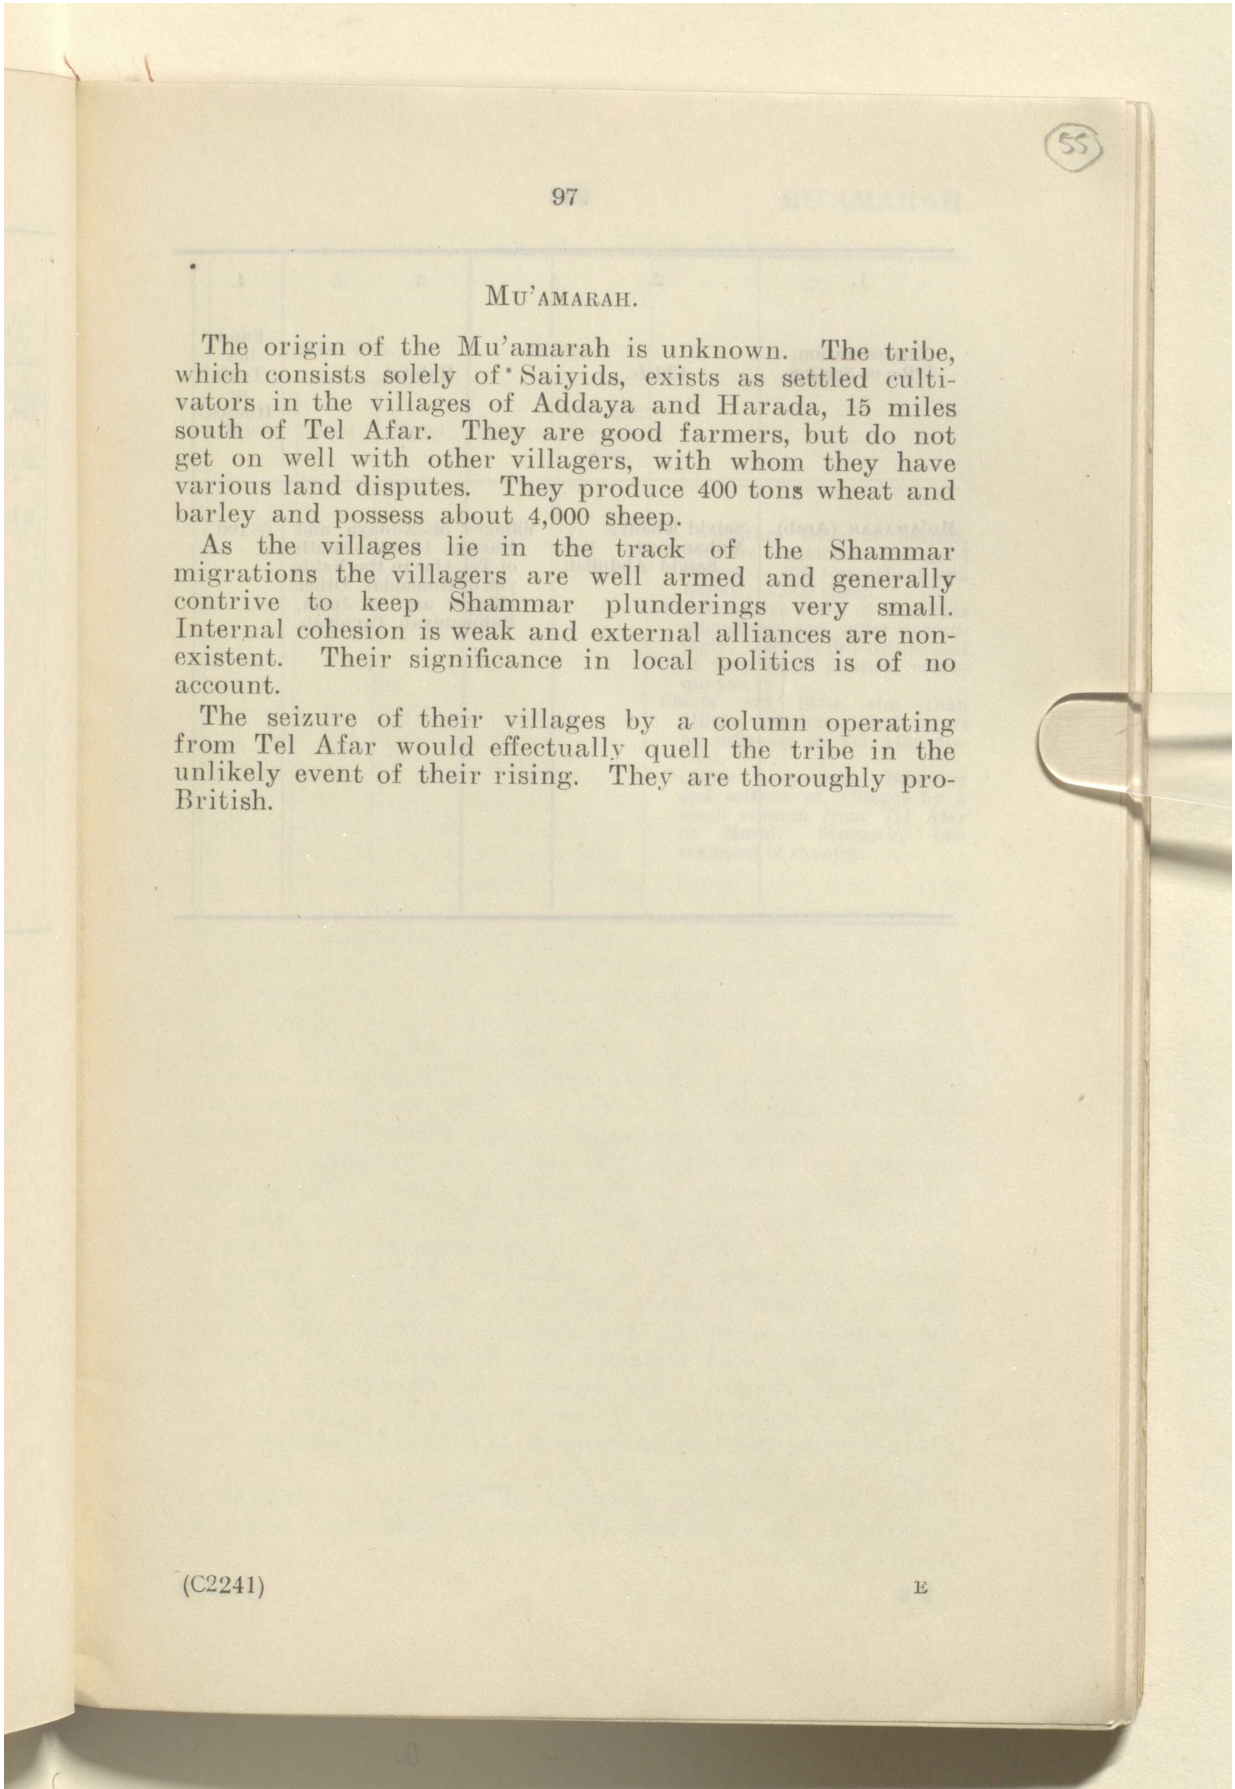 55
97
MU'AMARAH.
The origin of the Mu'amarah is unknown. The tribe,
which consists solely of Saiyids, exists as settled culti-
vators in the villages of Addaya and Harada, 15 miles
south of Tel Afar. They are good farmers, but do not
get on well with other villagers, with whom they have
various land disputes. They produce 400 tons wheat and
barley and possess about 4,000 sheep.
As the villages lie in the track of the Shammar
migrations the villagers are well armed and generally
contrive to keep Shammar plunderings very small.
Internal cohesion is weak and external alliances are non-
existent. Their significance in local politics is of no
account.
The seizure of their villages by a column operating
from Tel Afar would effectually quell the tribe in the
unlikely event of their rising. They are thoroughly pro-
British.
(C2241) E